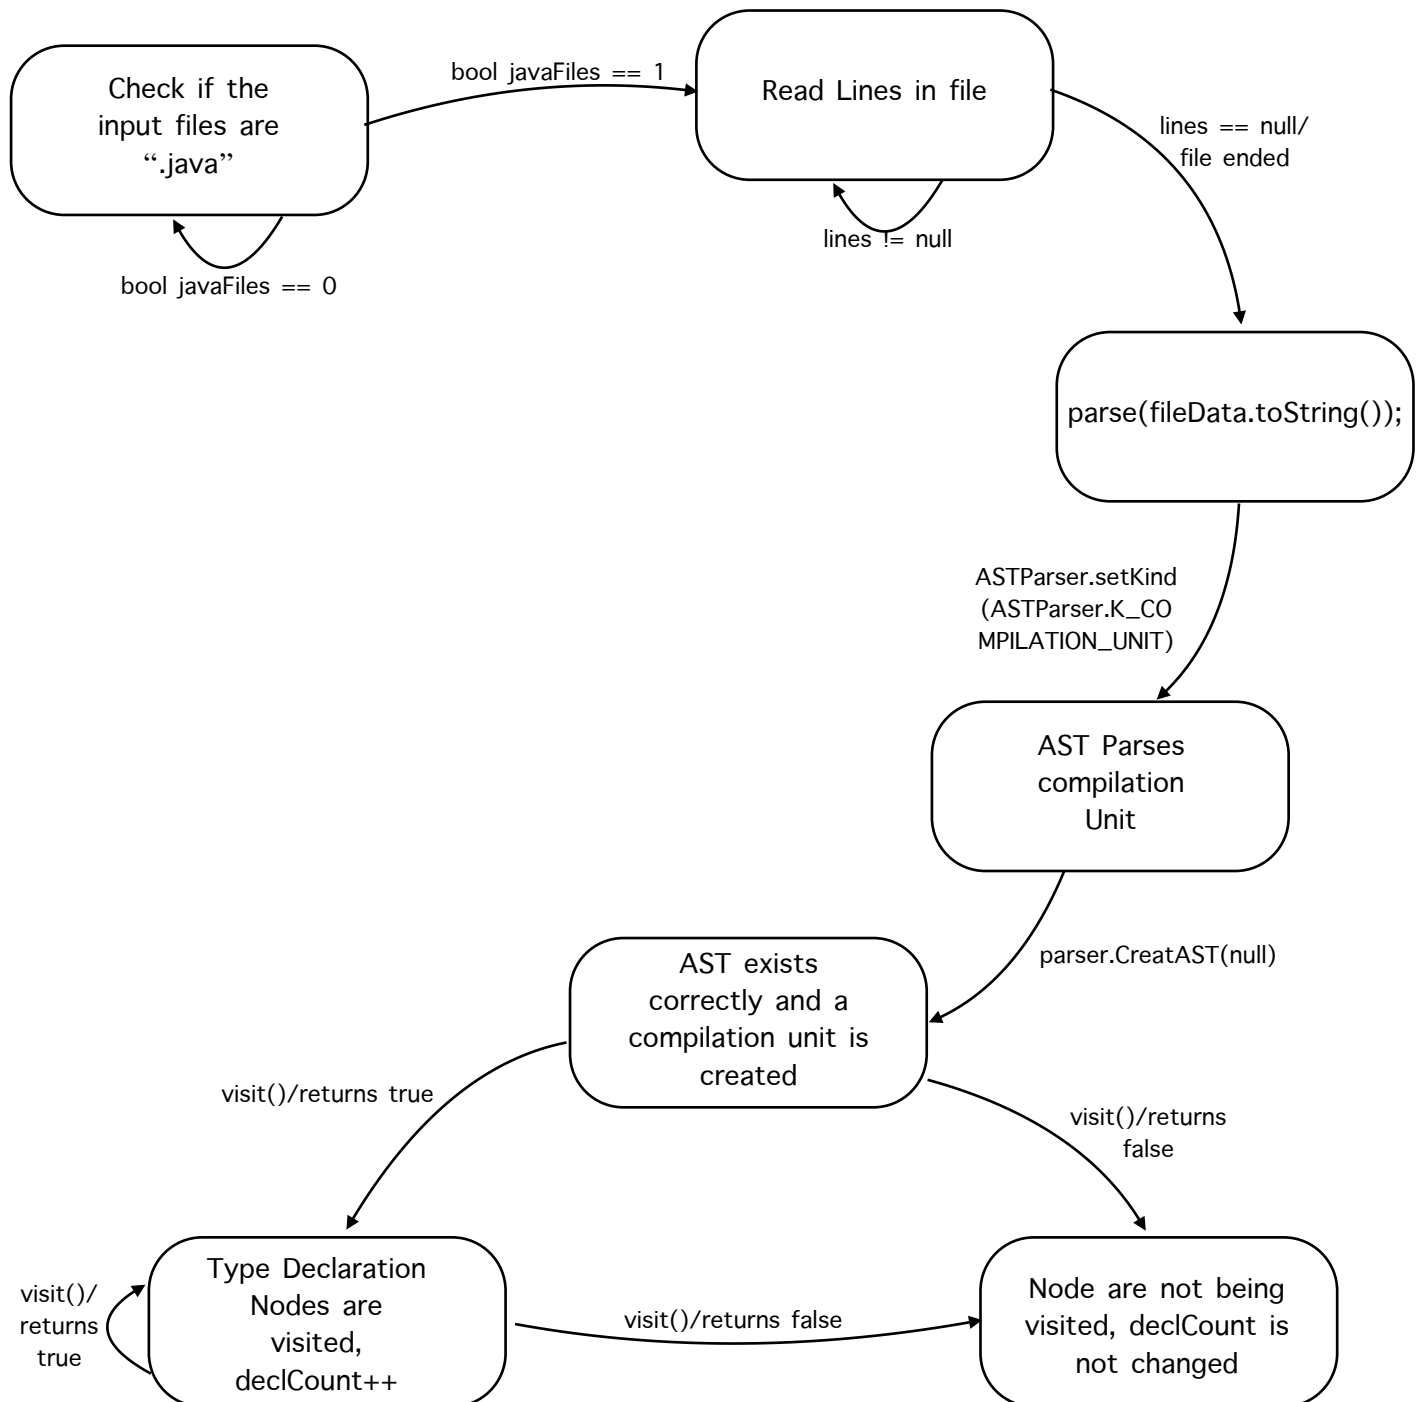 Check if the
input files are
“.java”
bool javaFiles == 1
Read Lines in file
lines == null/
file ended
lines != null
bool javaFiles == 0
parse(fileData.toString());
ASTParser.setKind
(ASTParser.K_CO
MPILATION_UNIT)
AST Parses
compilation
Unit
parser.CreatAST(null)
AST exists
correctly and a
compilation unit is
created
visit()/returns true
visit()/returns
false
Type Declaration
Nodes are
visited,
declCount++
visit()/
returns
true
visit()/returns false
Node are not being
visited, declCount is
not changed